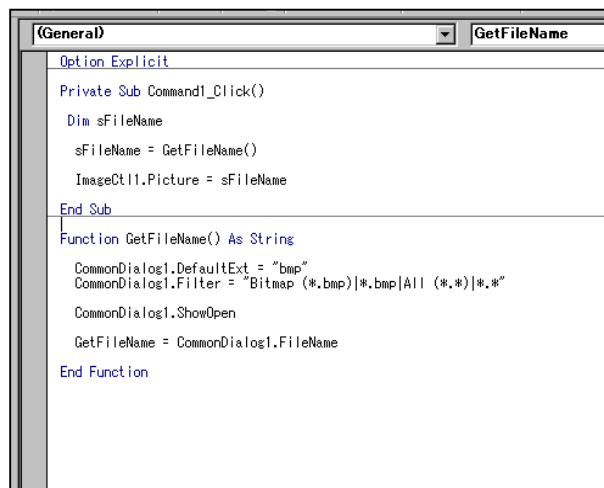 (General)
GetFileName
Option Explicit
Private Sub Command1_Click()
Dim sFileName
sFileName = GetFileName()
ImageCtl1.Picture = sFileName
End Sub
Function GetFileName() As String
CommonDialog1.DefaultExt = "bmp"
CommonDialog1.Filter = "Bitmap (*.bmp)|*.bmp|All (*.*)|*.*"
CommonDialog1.ShowOpen
GetFileName = CommonDialog1.FileName
End Function